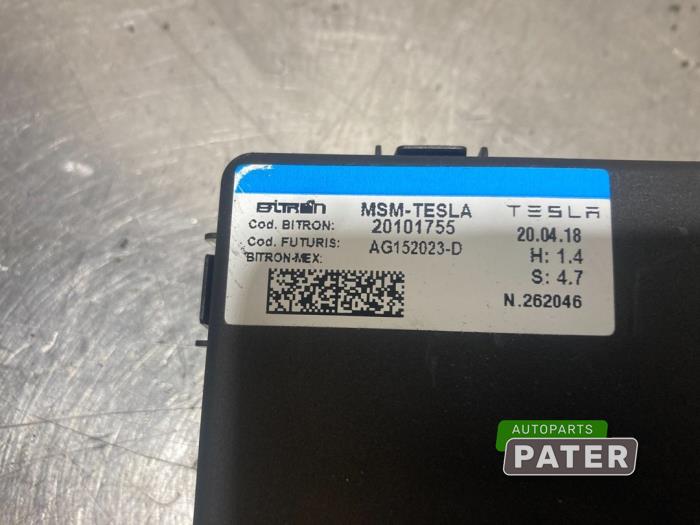 BITRON MSM-TESLA TESLA
Cod. BITRON: 20101755 20.04.18
Cod. FUTURIS: AG152023-D H: 1.4
BITRON-MEX: S: 4.7
N.262046
AUTOPARTS
PATER